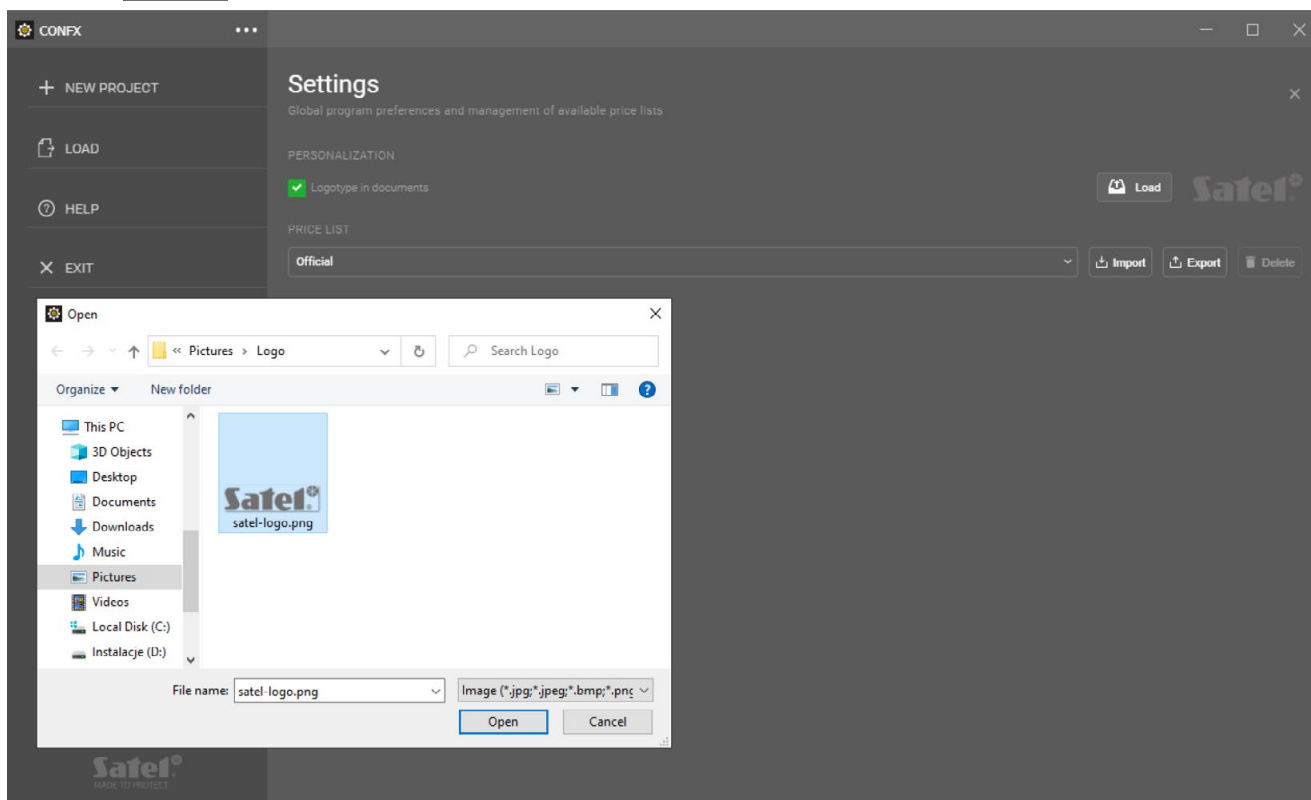 CONFX
NEW PROJECT
LOAD
HELP
EXIT
Settings
Global program preferences and management of available price lists
PERSONALIZATION
Logotype in documents
Load
Satel®
PRICE LIST
Official
Import
Export
Delete
Open
« Pictures › Logo
Search Logo
Organize
New folder
This PC
3D Objects
Desktop
Documents
Downloads
Music
Pictures
Videos
Local Disk (C:)
Instalacje (D:)
Satel®
satel-logo.png
File name:
satel-logo.png
Image (*.jpg;*.jpeg;*.bmp;*.png
Open
Cancel
Satel®
MADE TO PROTECT